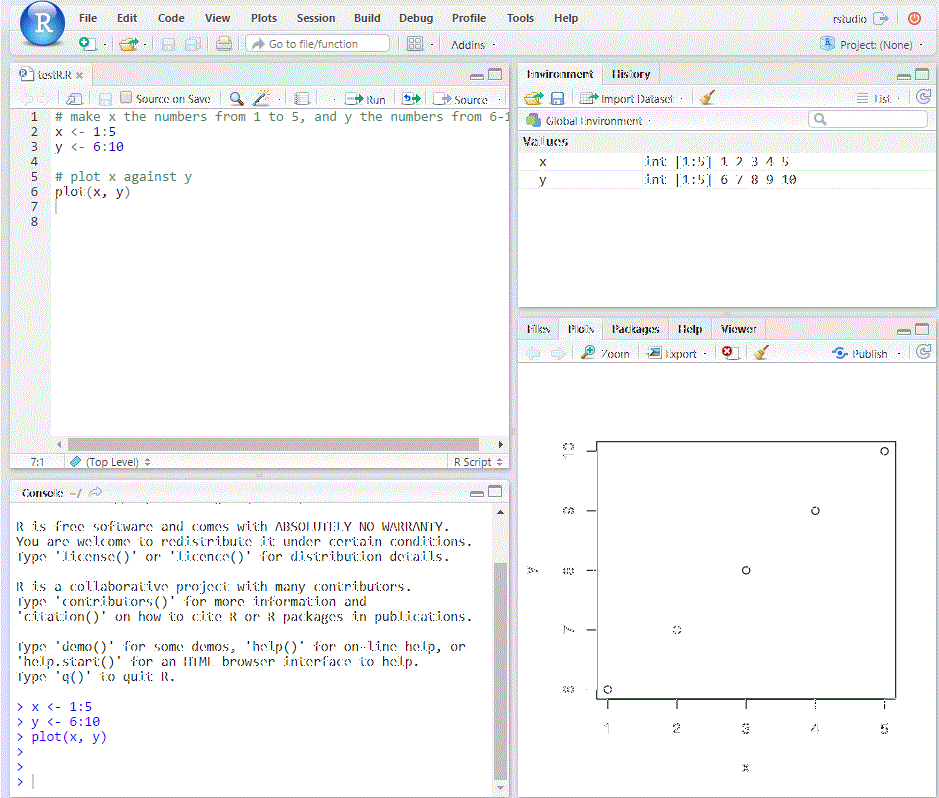 R
File Edit Code View Plots Session Build Debug Profile Tools Help
rstudio
Go to file/function
Addins
R Project: (None)
testR.R
Source on Save
Run
Source
1 # make x the numbers from 1 to 5, and y the numbers from 6-1
2 x <- 1:5
3 y <- 6:10
4
5 # plot x against y
6 plot(x, y)
7
8
7:1 (Top Level) R Script
Environment History
Import Dataset
List
Global Environment
Values
x int [1:5] 1 2 3 4 5
y int [1:5] 6 7 8 9 10
Console ~/
R is free software and comes with ABSOLUTELY NO WARRANTY.
You are welcome to redistribute it under certain conditions.
Type 'license()' or 'licence()' for distribution details.
R is a collaborative project with many contributors.
Type 'contributors()' for more information and
'citation()' on how to cite R or R packages in publications.
Type 'demo()' for some demos, 'help()' for on-line help, or
'help.start()' for an HTML browser interface to help.
Type 'q()' to quit R.
> x <- 1:5
> y <- 6:10
> plot(x, y)
>
>
>
Files Plots Packages Help Viewer
Zoom Export Publish
10
9
8
7
6
y
1 2 3 4 5
x